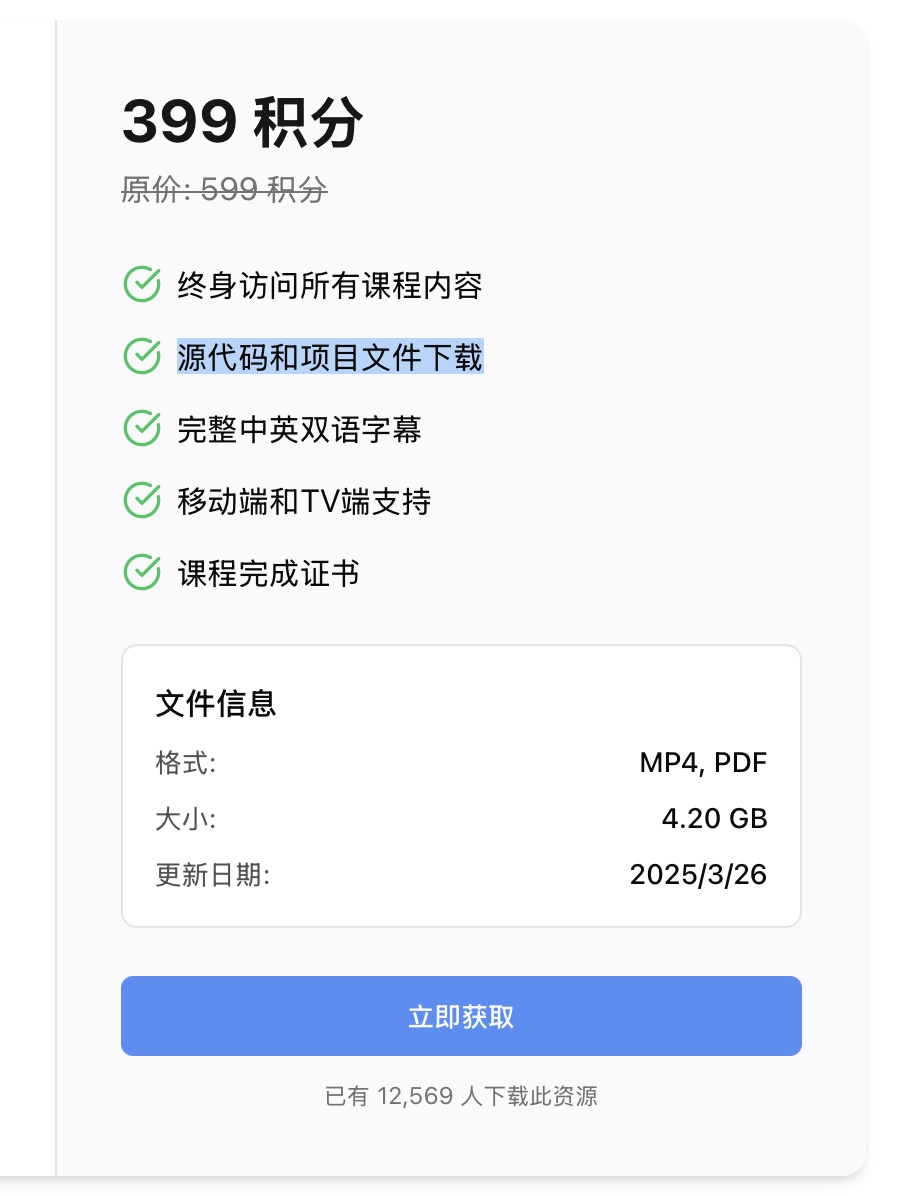 399 积分
原价: 599 积分
终身访问所有课程内容
源代码和项目文件下载
完整中英双语字幕
移动端和TV端支持
课程完成证书
文件信息
格式: MP4, PDF
大小: 4.20 GB
更新日期: 2025/3/26
立即获取
已有 12,569 人下载此资源